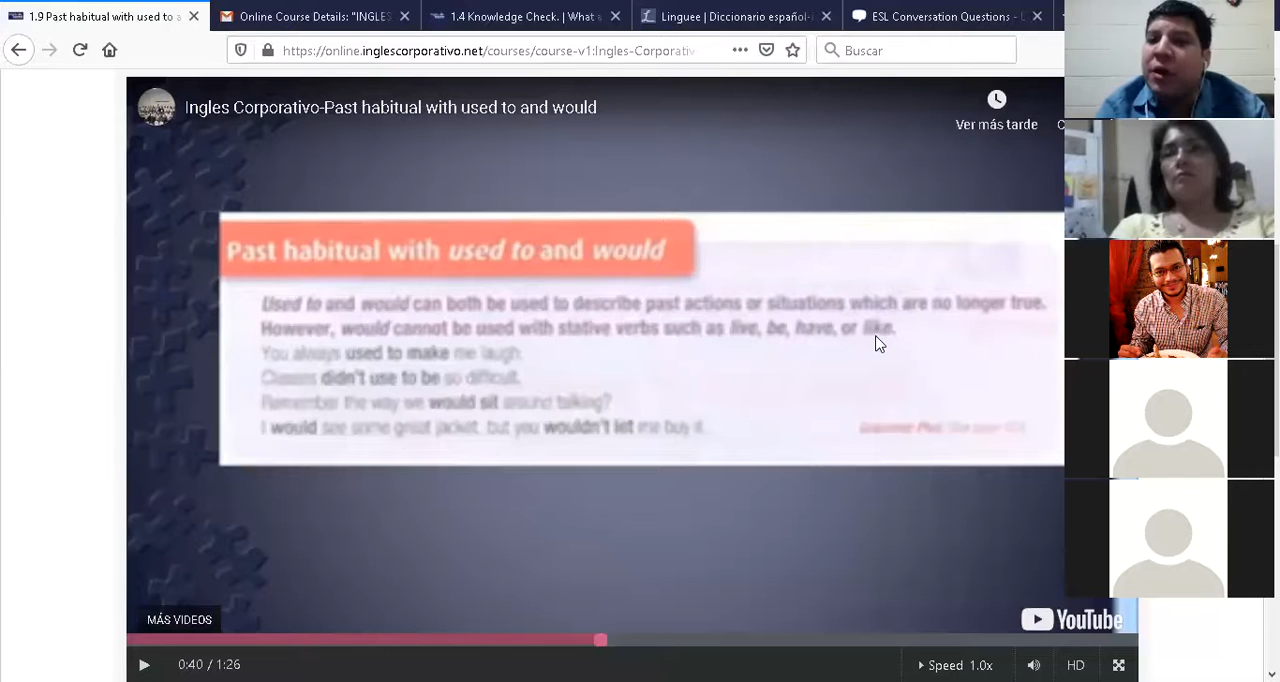 1.9 Past habitual with used to a
Online Course Details: "INGLES
1.4 Knowledge Check. | What a
Linguee | Diccionario español-
ESL Conversation Questions -
https://online.inglescorporativo.net/courses/course-v1:Ingles-Corporativ
Buscar
Ingles Corporativo-Past habitual with used to and would
Ver más tarde
Past habitual with used to and would
Used to and would can both be used to describe past actions or situations which are no longer true.
However, would cannot be used with stative verbs such as live, be, have, or like.
You always used to make me laugh.
Classes didn't use to be so difficult.
Remember the way we would sit around talking?
I would see some great jacket, but you wouldn't let me buy it.
MÁS VIDEOS
YouTube
0:40 / 1:26
Speed 1.0x
HD